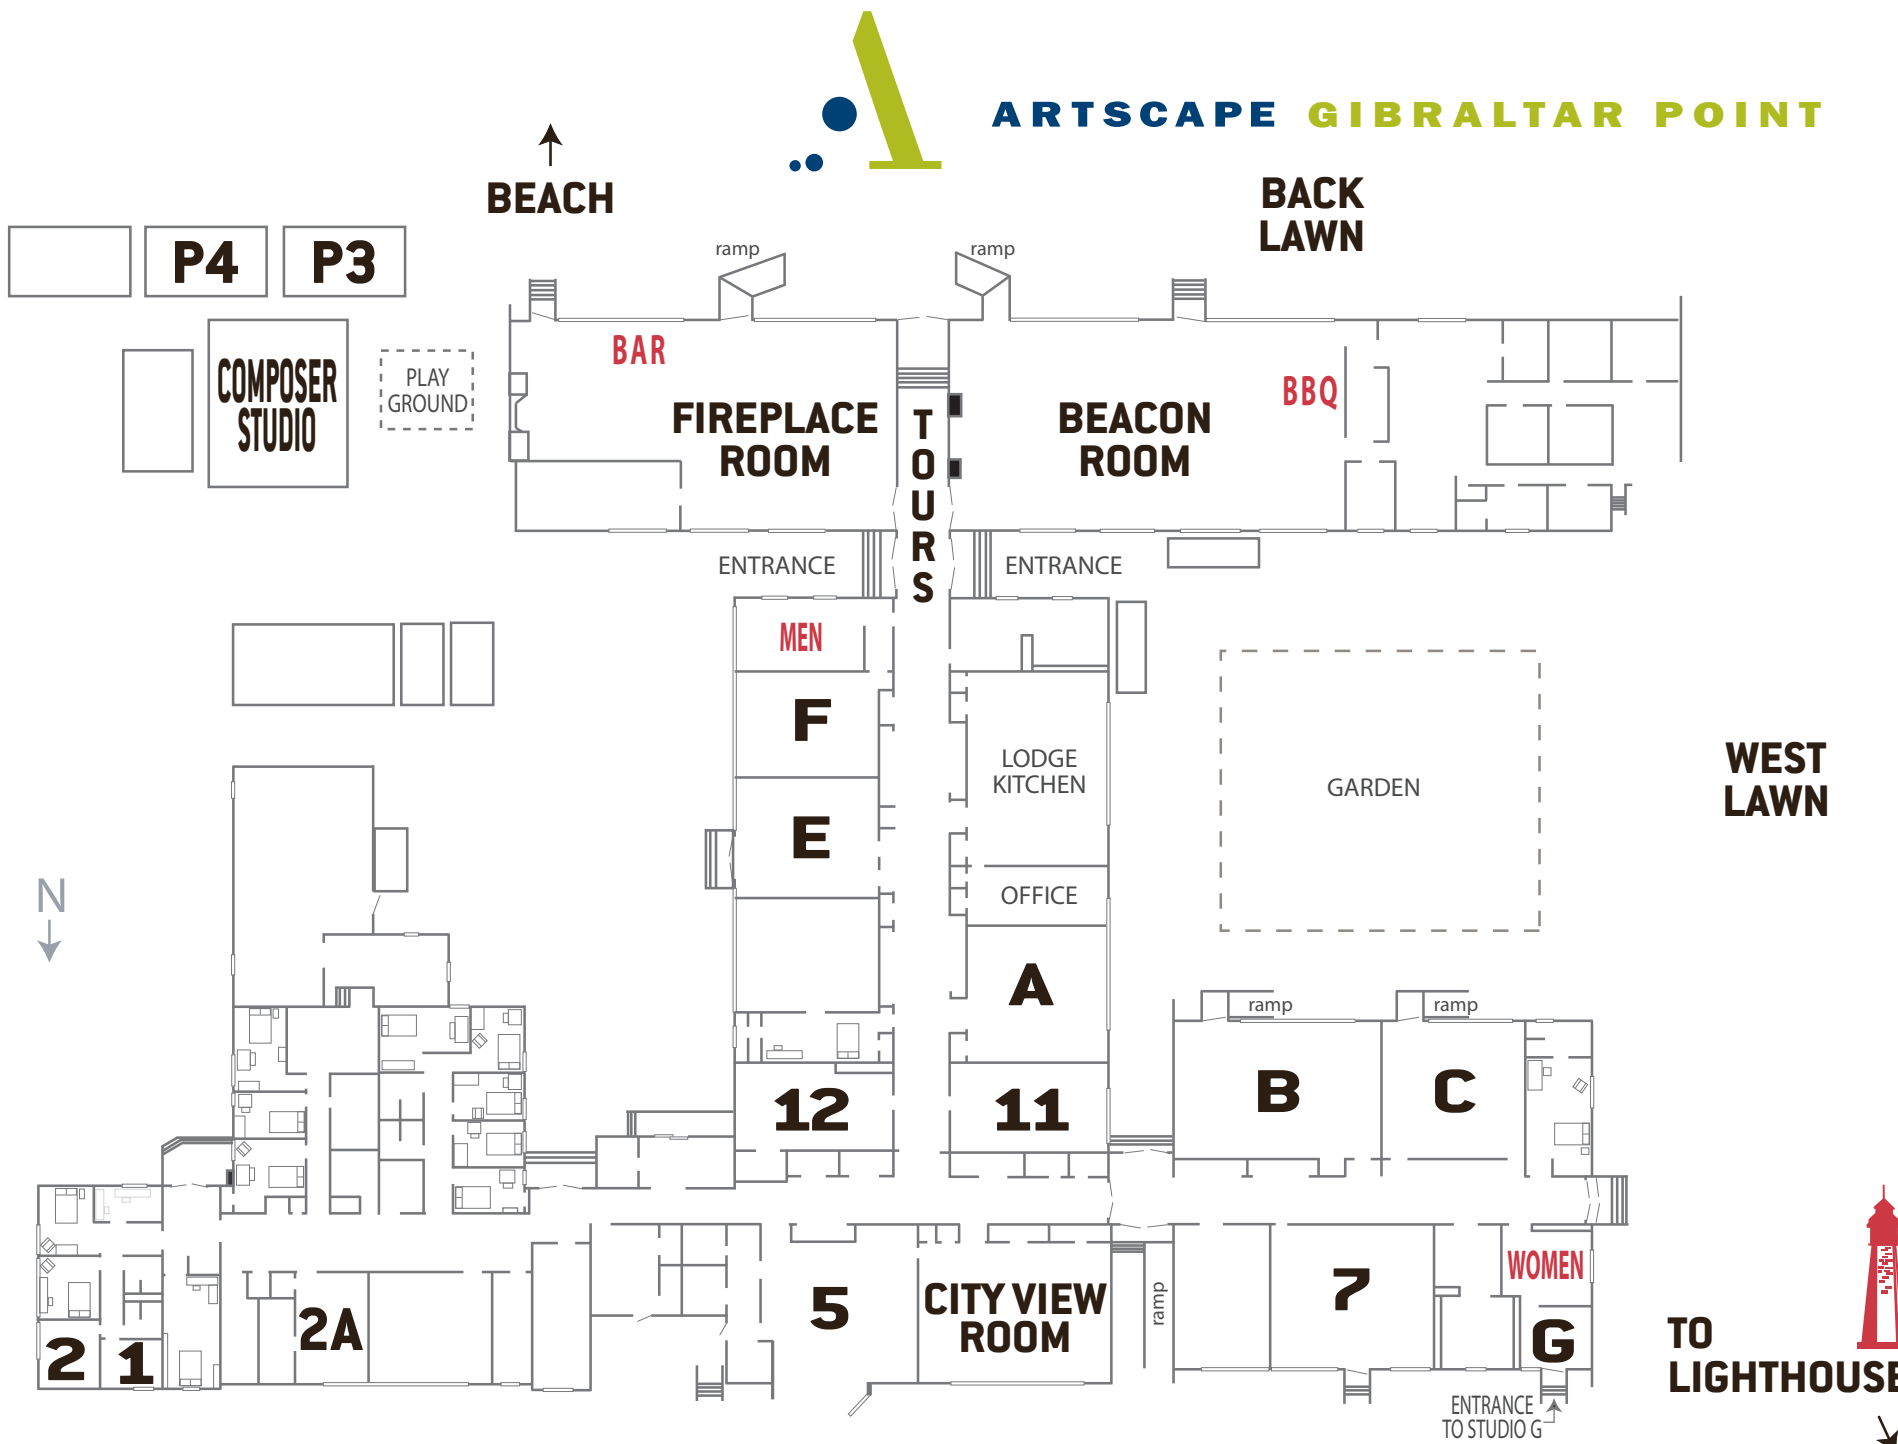 ARTSCAPE GIBRALTAR POINT
BEACH
BACK
LAWN
ramp
ramp
P4
P3
BAR
COMPOSER
STUDIO
PLAY
GROUND
FIREPLACE
ROOM
TOURS
BEACON
ROOM
BBQ
ENTRANCE
ENTRANCE
MEN
F
LODGE
KITCHEN
GARDEN
WEST
LAWN
E
N
OFFICE
A
ramp
ramp
12
11
B
C
WOMEN
2A
5
CITY VIEW
ROOM
ramp
7
2
1
G
TO
LIGHTHOUSE
ENTRANCE
TO STUDIO G